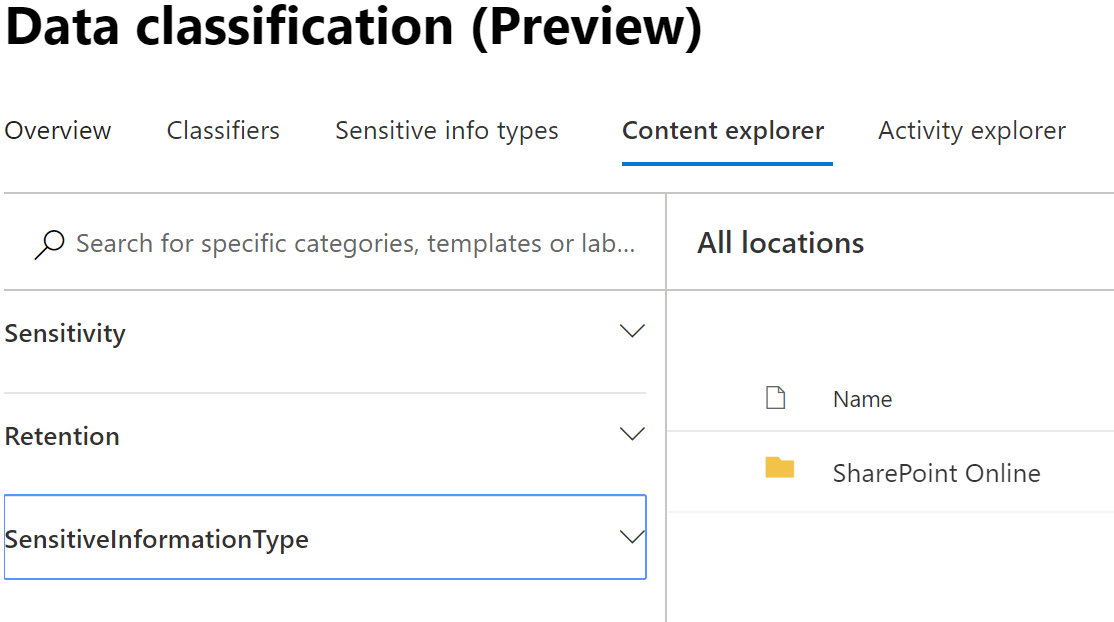 Data classification (Preview)
Overview Classifiers Sensitive info types Content explorer Activity explorer
Search for specific categories, templates or lab...
All locations
Sensitivity
Retention
SensitiveInformationType
Name
SharePoint Online